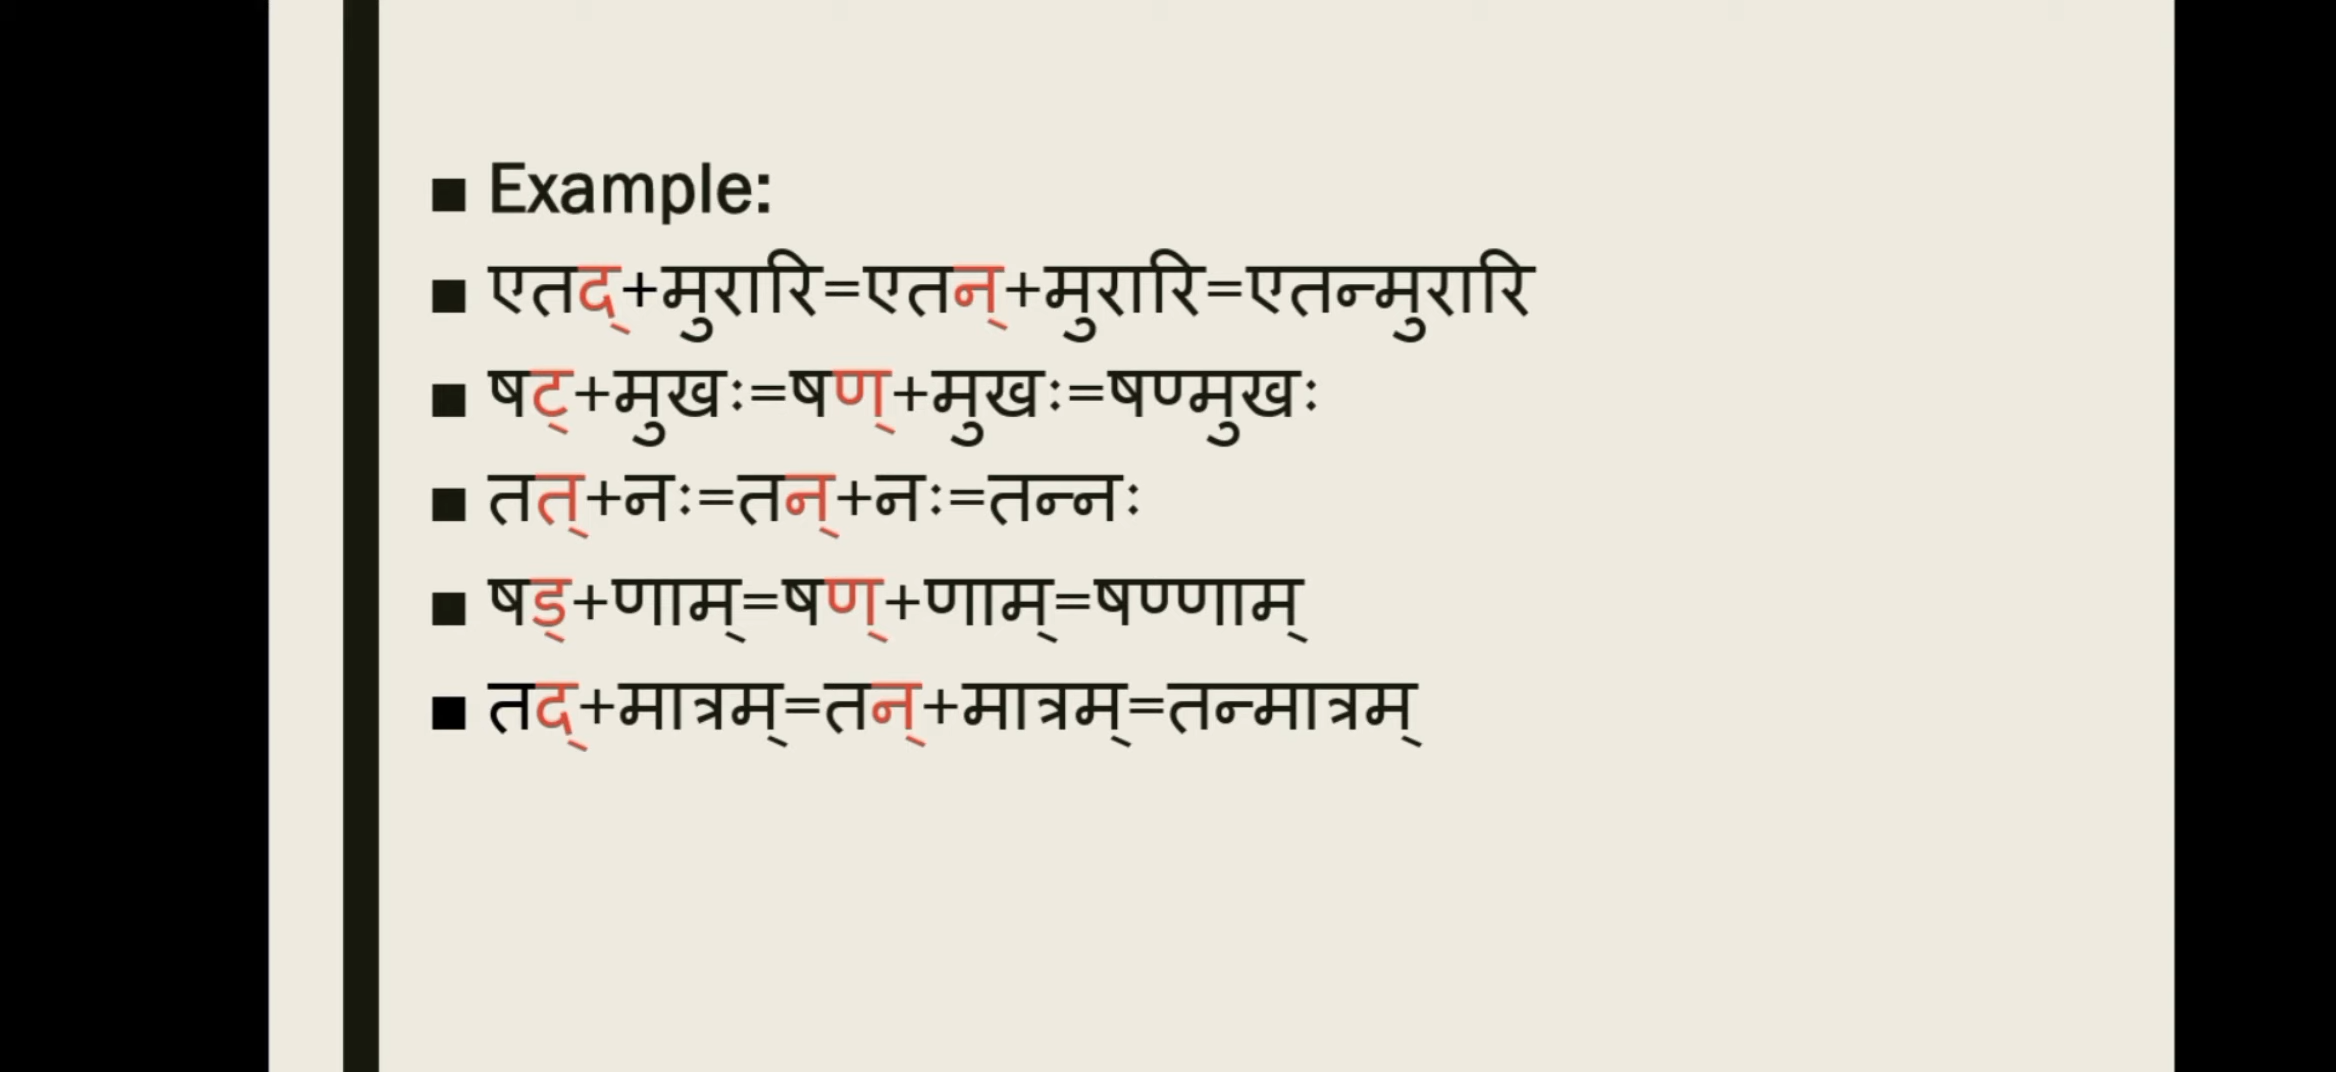 Example:
एतद्+मुरारि=एतन्+मुरारि=एतन्मुरारि
षट्+मुखः=षण्+मुखः=षण्मुखः
तत्+नः=तन्+नः=तन्नः
षड्+णाम्=षण्+णाम्=षण्णाम्
तद्+मात्रम्=तन्+मात्रम्=तन्मात्रम्